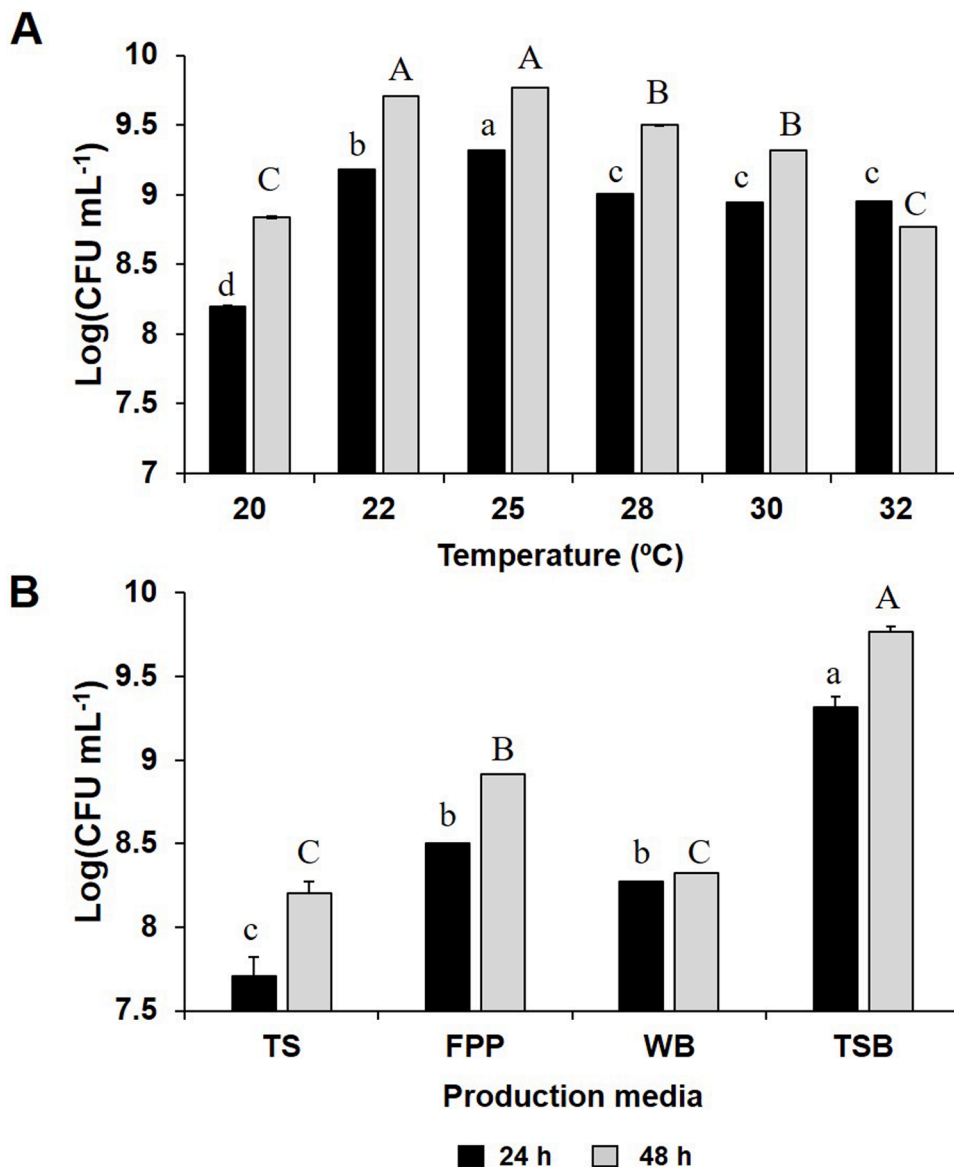 A
Log(CFU mL-1)
10
9.5
9
8.5
8
7.5
7
d C b A a A c B c B c C
20 22 25 28 30 32
Temperature (ºC)
B
Log(CFU mL-1)
10
9.5
9
8.5
8
7.5
c C b B b C a A
TS FPP WB TSB
Production media
24 h 48 h